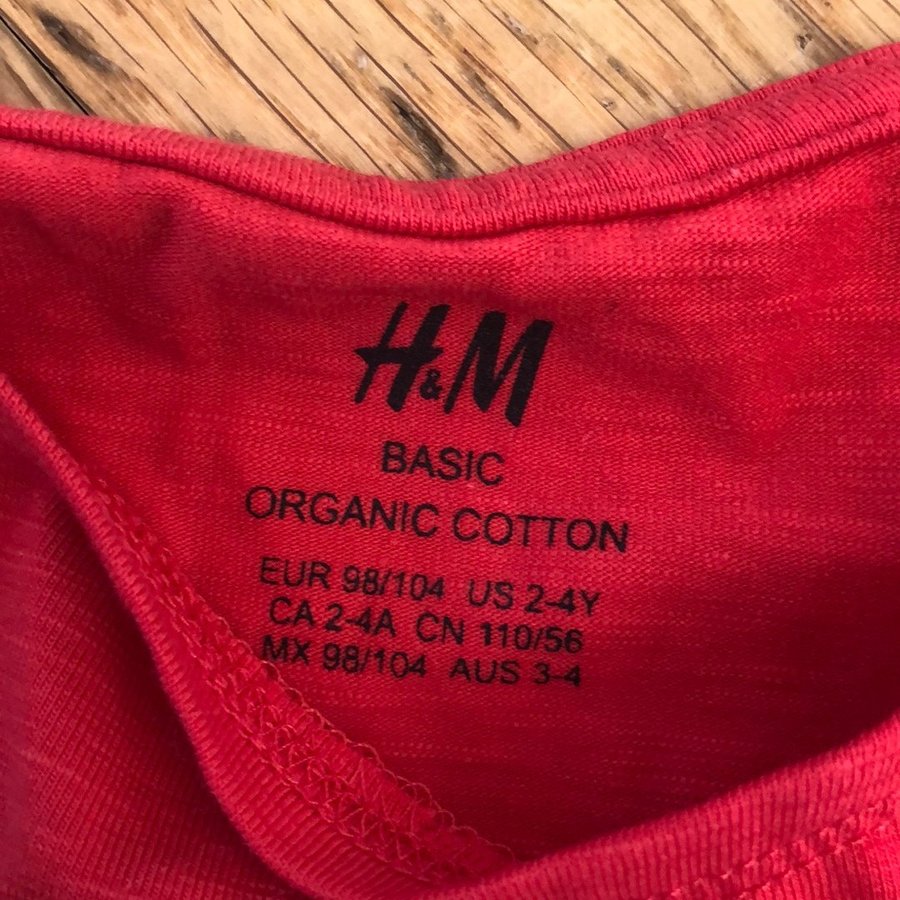 H&M
BASIC
ORGANIC COTTON
EUR 98/104 US 2-4Y
CA 2-4A CN 110/56
MX 98/104 AUS 3-4